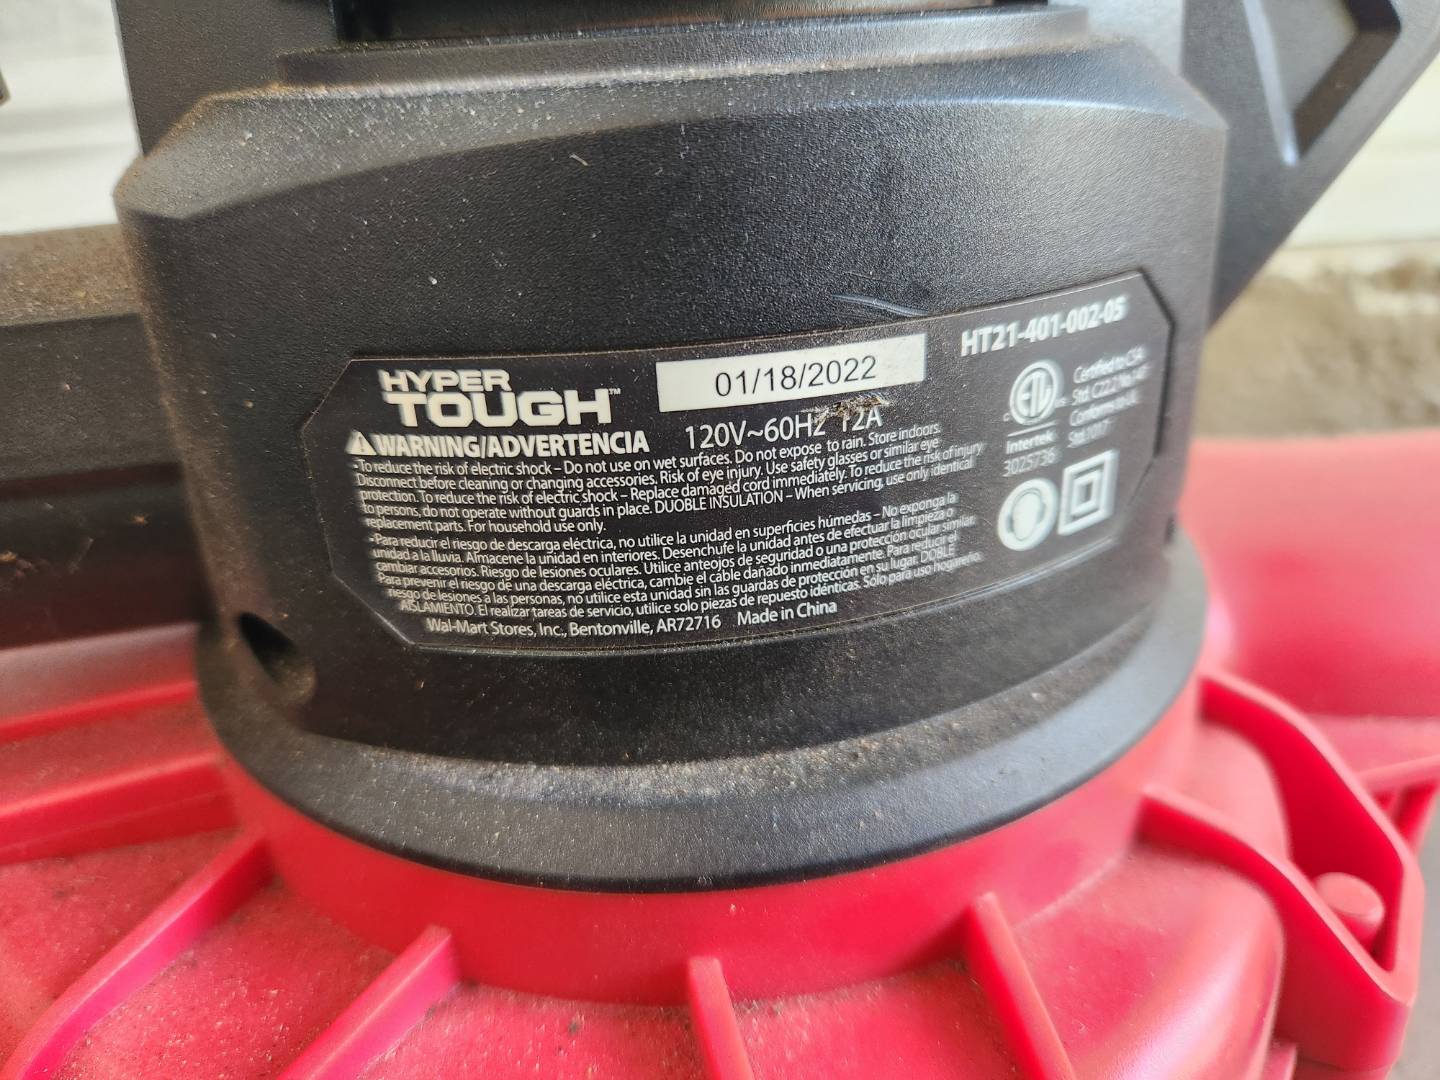 HYPER
TOUGH™
01/18/2022
HT21-401-002-05
120V~60HZ 12A
WARNING/ADVERTENCIA
-To reduce the risk of electric shock – Do not use on wet surfaces. Do not expose to rain. Store indoors.
Disconnect before cleaning or changing accessories. Risk of eye injury. Use safety glasses or similar eye
protection. To reduce the risk of electric shock – Replace damaged cord immediately. To reduce the risk of injury
to persons, do not operate without guards in place. DUOBLE INSULATION – When servicing, use only identical
replacement parts. For household use only.
-Para reducir el riesgo de descarga eléctrica, no utilice la unidad en superficies húmedas – No exponga la
unidad a la lluvia. Almacene la unidad en interiores. Desenchufe la unidad antes de efectuar la limpieza o
cambiar accesorios. Riesgo de lesiones oculares. Utilice anteojos de seguridad o una protección ocular similar.
Para prevenir el riesgo de una descarga eléctrica, cambie el cable dañado inmediatamente. Para reducir el
riesgo de lesiones a las personas, no utilice esta unidad sin las guardas de protección en su lugar. DOBLE
AISLAMIENTO. El realizar tareas de servicio, utilice solo piezas de repuesto idénticas. Sólo para uso hogareño.
Wal-Mart Stores, Inc., Bentonville, AR72716 Made in China
ETL
Intertek
3025736
Certified to CSA
Std. C22.2 No.
Conforms to UL
Std.1017